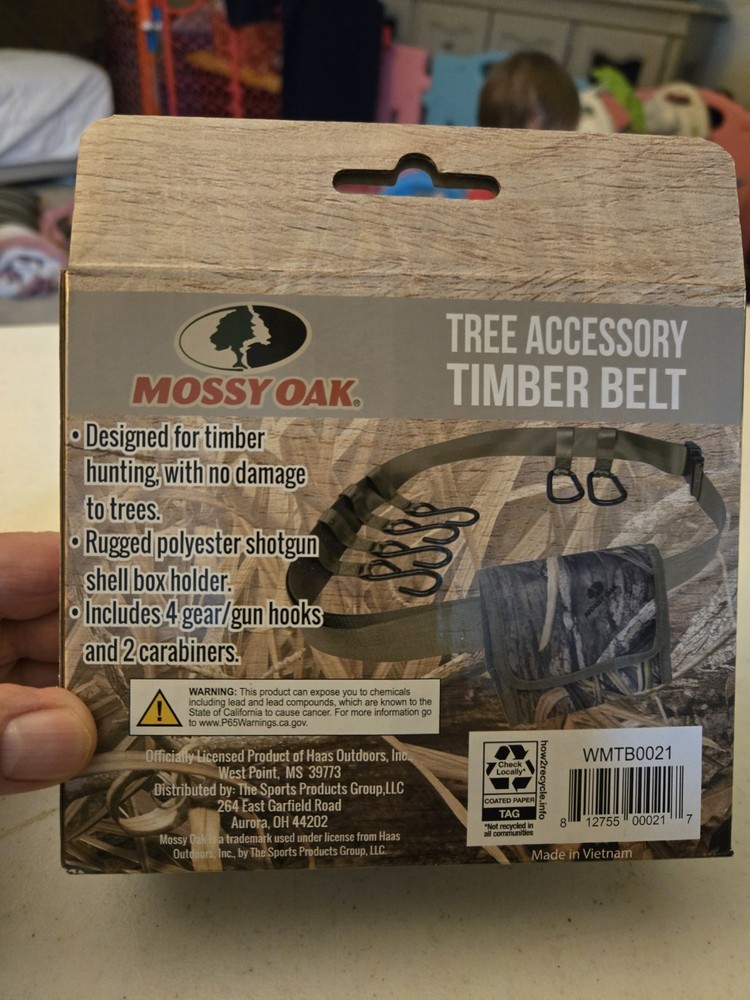 MOSSY OAK®
TREE ACCESSORY
TIMBER BELT
• Designed for timber
hunting, with no damage
to trees.
• Rugged polyester shotgun
shell box holder.
• Includes 4 gear/gun hooks
and 2 carabiners.
MOSSY OAK
WARNING: This product can expose you to chemicals
including lead and lead compounds, which are known to the
State of California to cause cancer. For more information go
to www.P65Warnings.ca.gov.
Officially Licensed Product of Haas Outdoors, Inc.
West Point, MS 39773
Distributed by: The Sports Products Group,LLC
264 East Garfield Road
Aurora, OH 44202
Mossy Oak is a trademark used under license from Haas
Outdoors, Inc., by The Sports Products Group, LLC
Check
Locally*
COATED PAPER
TAG
*Not recycled in
all communities
how2recycle.info
WMTB0021
8 12755 00021 7
Made in Vietnam